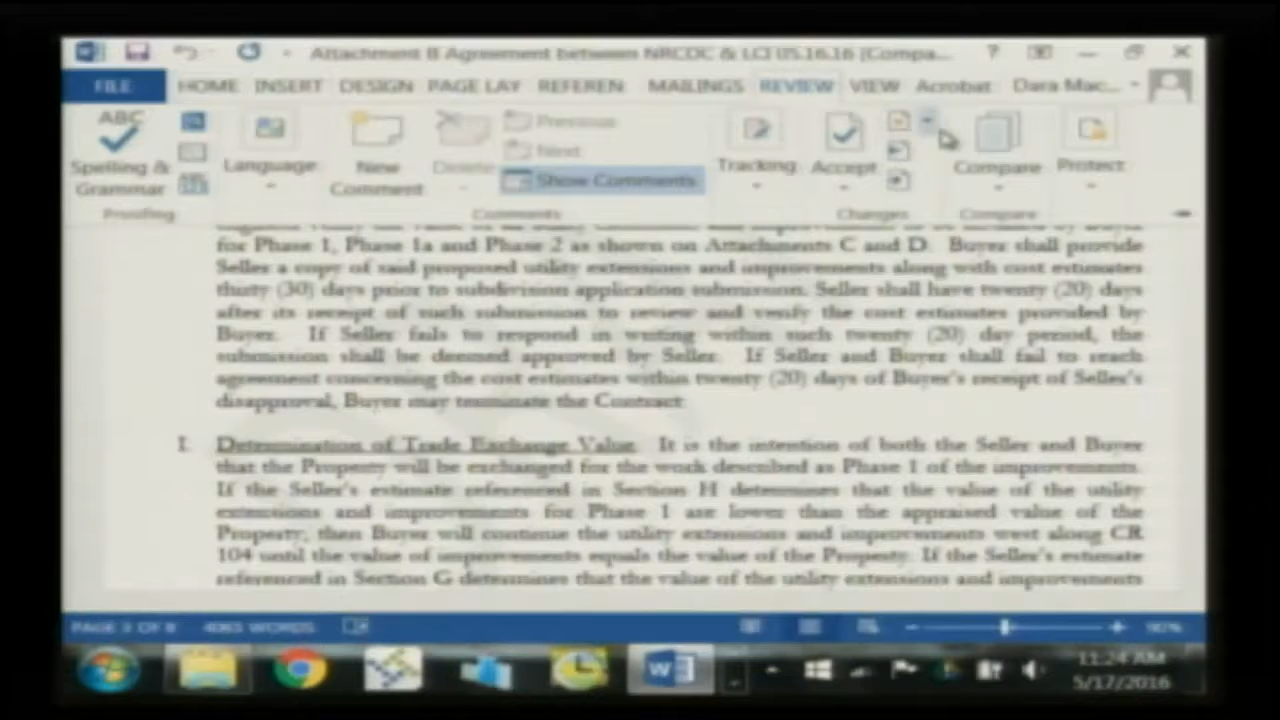 Attachment B Agreement between NRCDC & LCI 05.16.16 (Compa...
FILE HOME INSERT DESIGN PAGE LAY REFEREN MAILINGS REVIEW VIEW Acrobat Dara Mac...
ABC
Spelling & Grammar
Language
New Comment
Delete
Previous
Next
Show Comments
Tracking
Accept
Compare
Protect
Proofing Comments Changes Compare
for Phase 1, Phase 1a and Phase 2 as shown on Attachments C and D. Buyer shall provide
Seller a copy of said proposed utility extensions and improvements along with cost estimates
thirty (30) days prior to subdivision application submission. Seller shall have twenty (20) days
after its receipt of such submission to review and verify the cost estimates provided by
Buyer. If Seller fails to respond in writing within such twenty (20) day period, the
submission shall be deemed approved by Seller. If Seller and Buyer shall fail to reach
agreement concerning the cost estimates within twenty (20) days of Buyer's receipt of Seller's
disapproval, Buyer may terminate the Contract
I. Determination of Trade Exchange Value. It is the intention of both the Seller and Buyer
that the Property will be exchanged for the work described as Phase 1 of the improvements.
If the Seller's estimate referenced in Section H determines that the value of the utility
extensions and improvements for Phase 1 are lower than the appraised value of the
Property, then Buyer will continue the utility extensions and improvements west along CR
104 until the value of improvements equals the value of the Property. If the Seller's estimate
referenced in Section G determines that the value of the utility extensions and improvements
PAGE 3 OF 8 4065 WORDS 90%
11:24 AM
5/17/2016